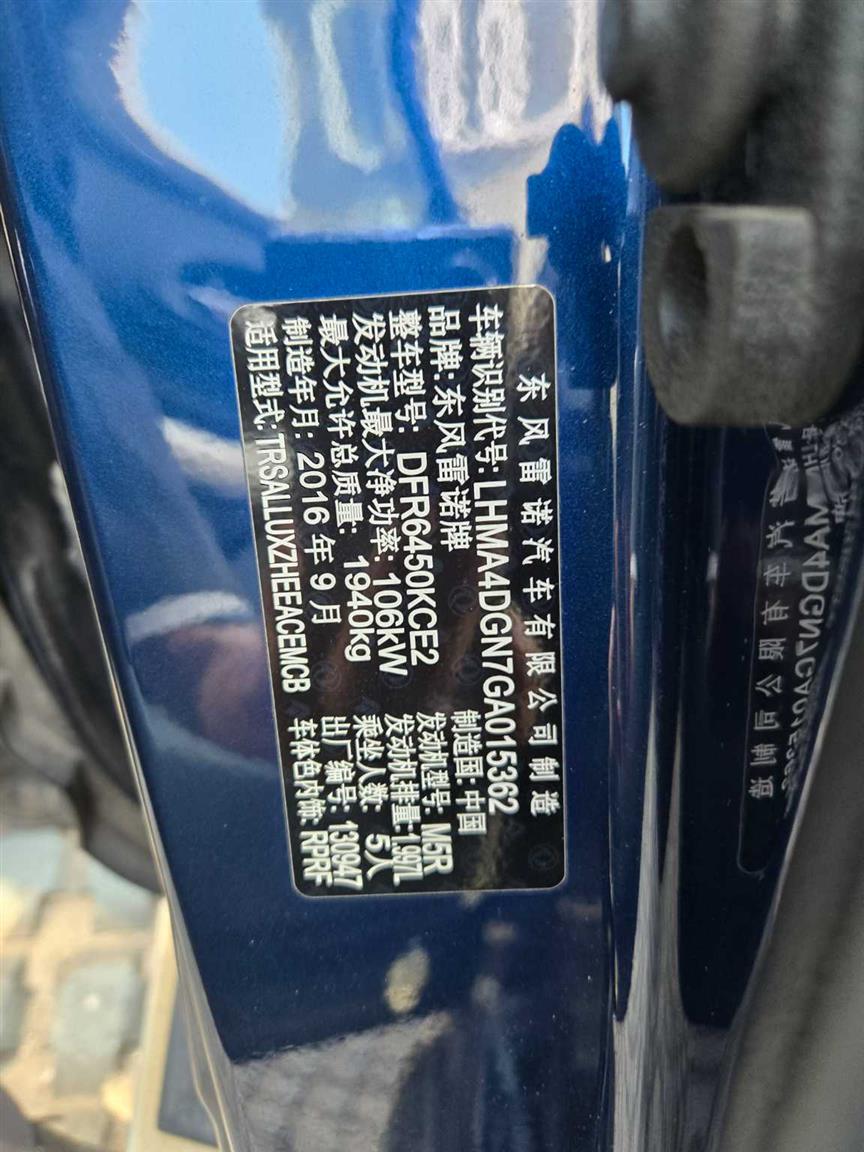 东风雷诺汽车有限公司制造
车辆识别代号: LHMA4DGN7GA015362
品牌: 东风雷诺牌 制造国: 中国
整车型号: DFR6450KCE2 发动机型号: M5R
发动机最大净功率: 106kW 发动机排量: 1.997L
最大允许总质量: 1940kg 乘坐人数: 5人
制造年月: 2016年9月 出厂编号: 130947
适用型式: TRSALLUXZHEEACEMCB 车体色内饰: RPRF